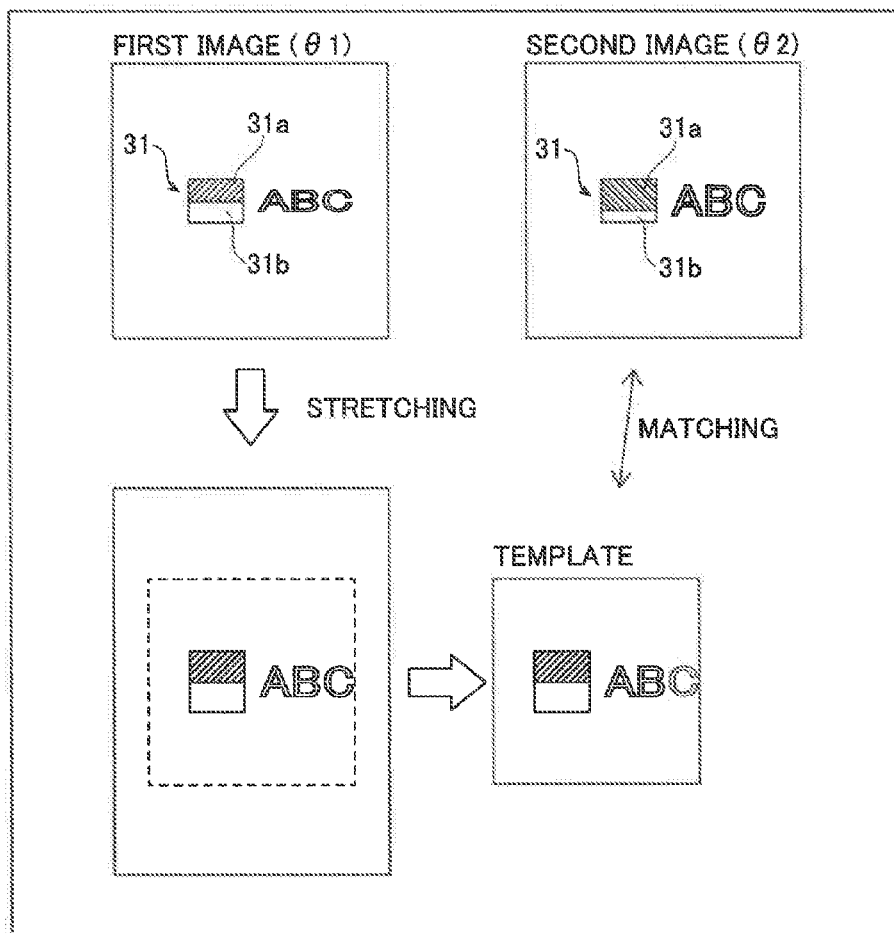 FIRST IMAGE (θ1)
SECOND IMAGE (θ2)
31
31a
ABC
31b
31
31a
ABC
31b
STRETCHING
MATCHING
TEMPLATE
ABC
ABC